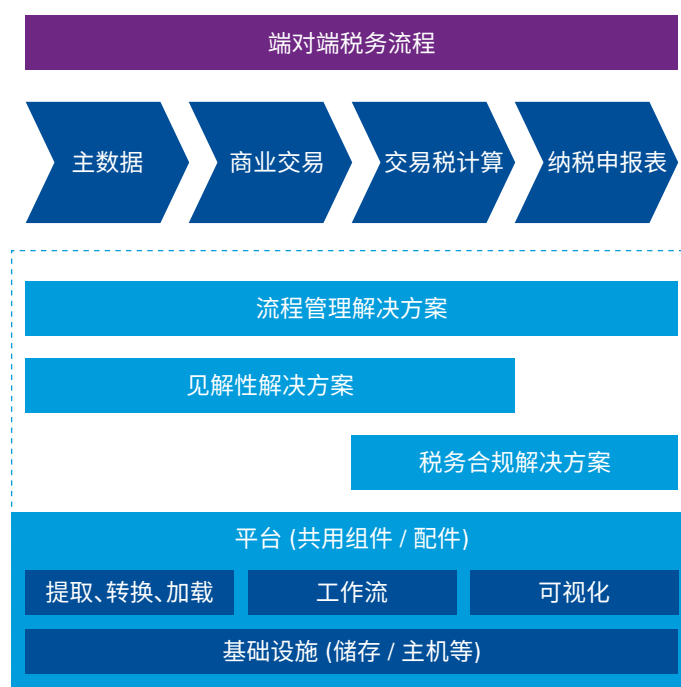 端对端税务流程
主数据
商业交易
交易税计算
纳税申报表
流程管理解决方案
见解性解决方案
税务合规解决方案
平台 (共用组件 / 配件)
提取、转换、加载
工作流
可视化
基础设施 (储存 / 主机等)